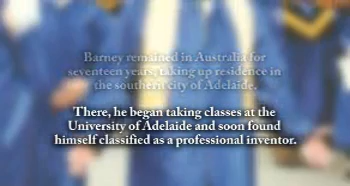 Barney remained in Australia for
seventeen years, taking up residence in
the southern city of Adelaide.
There, he began taking classes at the
University of Adelaide and soon found
himself classified as a professional inventor.